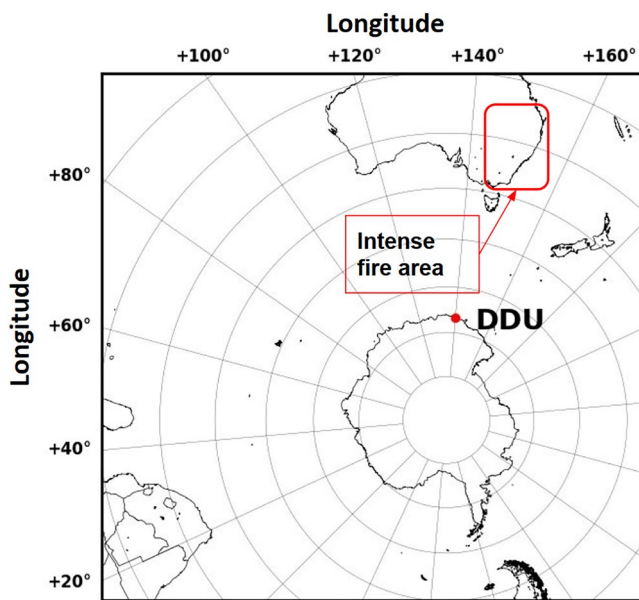 Longitude
+100°
+120°
+140°
+160°
+80°
Intense
fire area
DDU
+60°
Longitude
+40°
+20°